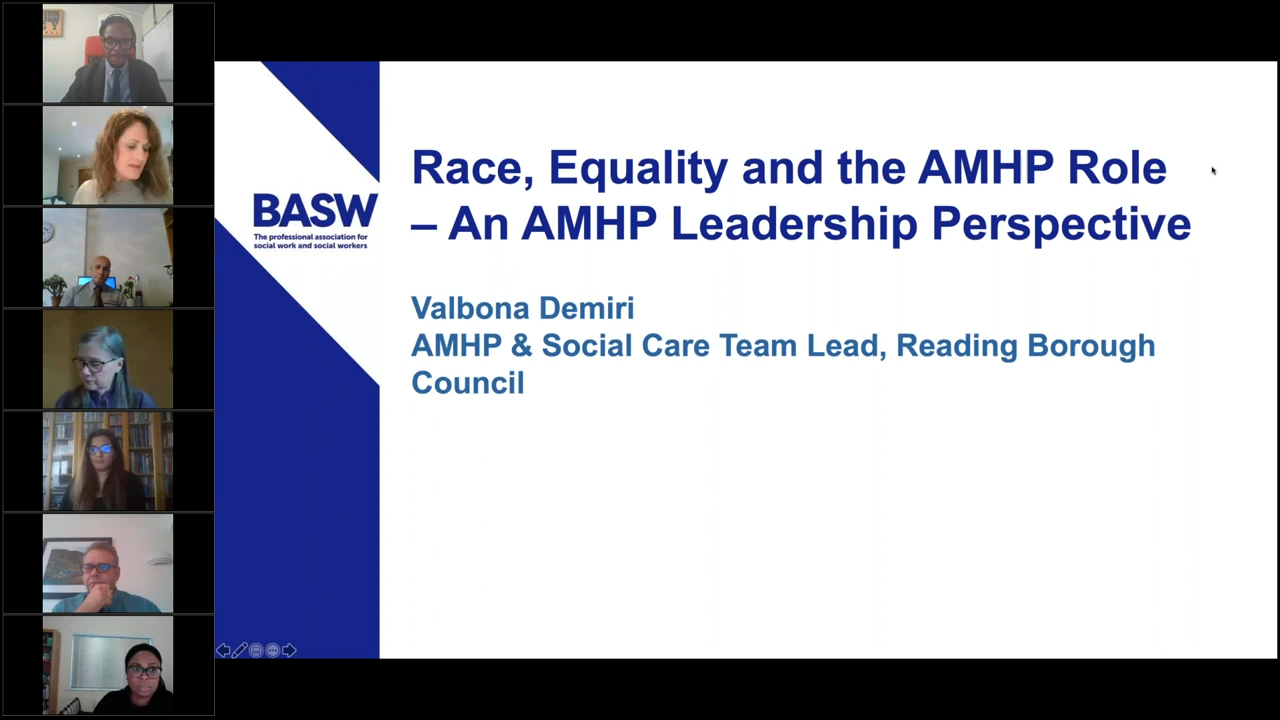 BASW
The professional association for
social work and social workers
Race, Equality and the AMHP Role
– An AMHP Leadership Perspective
Valbona Demiri
AMHP & Social Care Team Lead, Reading Borough
Council